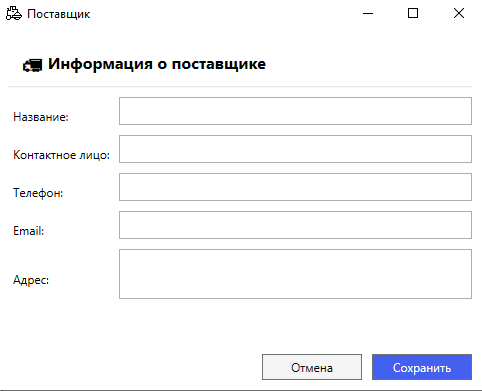 Поставщик
Информация о поставщике
Название:
Контактное лицо:
Телефон:
Email:
Адрес:
Отмена
Сохранить